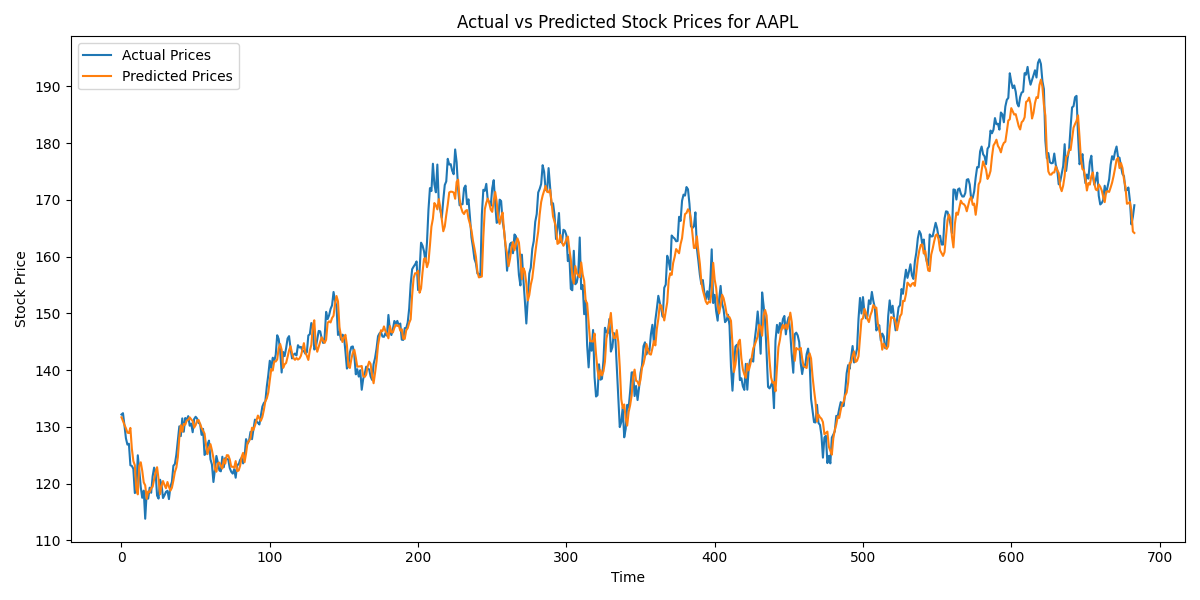 Actual vs Predicted Stock Prices for AAPL
Actual Prices
Predicted Prices
Stock Price
190
180
170
160
150
140
130
120
110
0 100 200 300 400 500 600 700
Time